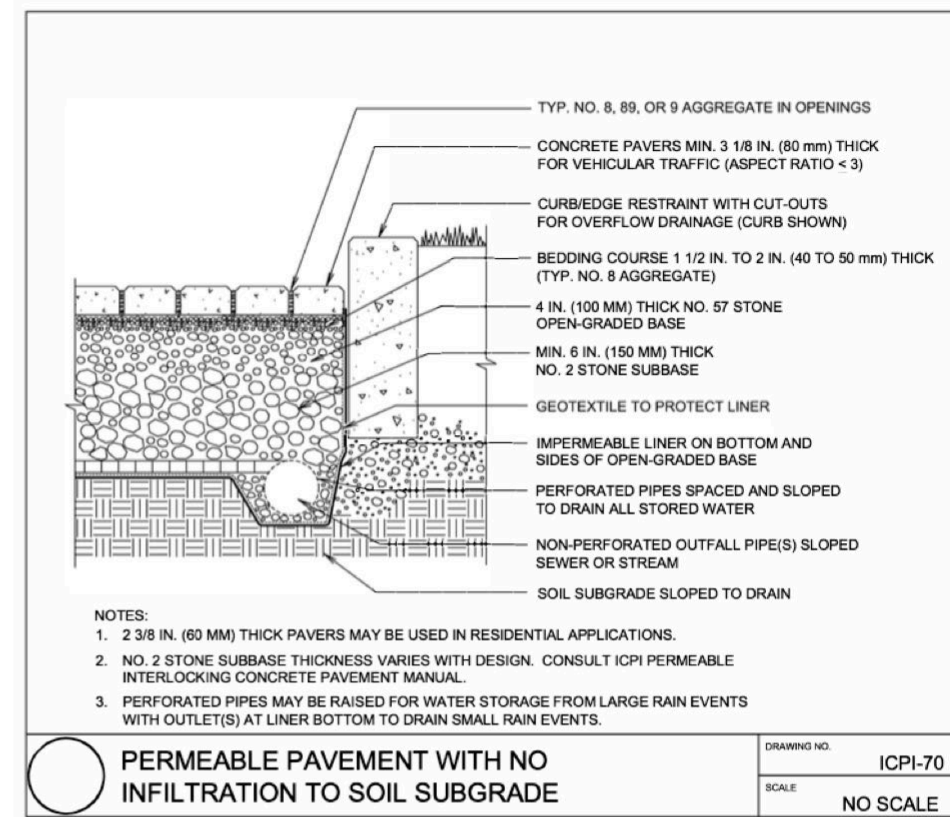 TYP. NO. 8, 89, OR 9 AGGREGATE IN OPENINGS
CONCRETE PAVERS MIN. 3 1/8 IN. (80 mm) THICK
FOR VEHICULAR TRAFFIC (ASPECT RATIO ≤ 3)
CURB/EDGE RESTRAINT WITH CUT-OUTS
FOR OVERFLOW DRAINAGE (CURB SHOWN)
BEDDING COURSE 1 1/2 IN. TO 2 IN. (40 TO 50 mm) THICK
(TYP. NO. 8 AGGREGATE)
4 IN. (100 MM) THICK NO. 57 STONE
OPEN-GRADED BASE
MIN. 6 IN. (150 MM) THICK
NO. 2 STONE SUBBASE
GEOTEXTILE TO PROTECT LINER
IMPERMEABLE LINER ON BOTTOM AND
SIDES OF OPEN-GRADED BASE
PERFORATED PIPES SPACED AND SLOPED
TO DRAIN ALL STORED WATER
NON-PERFORATED OUTFALL PIPE(S) SLOPED
SEWER OR STREAM
SOIL SUBGRADE SLOPED TO DRAIN
NOTES:
1. 2 3/8 IN. (60 MM) THICK PAVERS MAY BE USED IN RESIDENTIAL APPLICATIONS.
2. NO. 2 STONE SUBBASE THICKNESS VARIES WITH DESIGN. CONSULT ICPI PERMEABLE
INTERLOCKING CONCRETE PAVEMENT MANUAL.
3. PERFORATED PIPES MAY BE RAISED FOR WATER STORAGE FROM LARGE RAIN EVENTS
WITH OUTLET(S) AT LINER BOTTOM TO DRAIN SMALL RAIN EVENTS.
PERMEABLE PAVEMENT WITH NO
INFILTRATION TO SOIL SUBGRADE
DRAWING NO.
ICPI-70
SCALE
NO SCALE